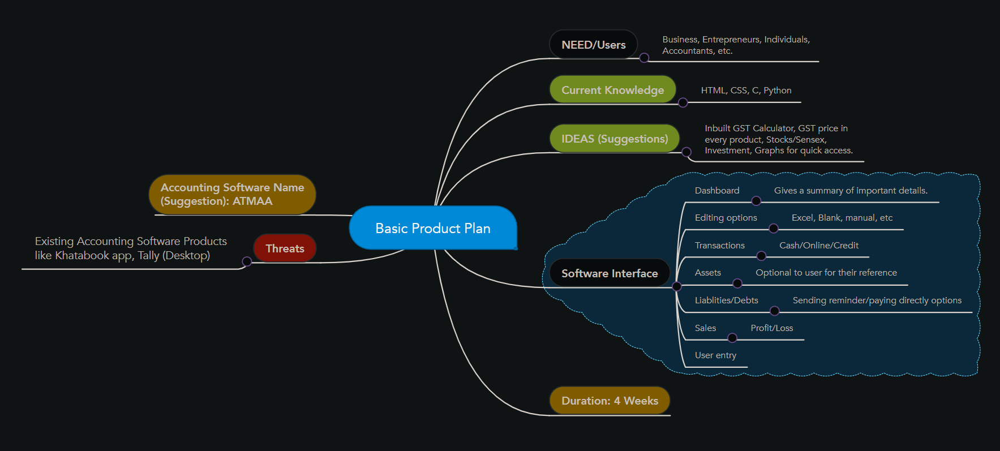 NEED/Users
Business, Entrepreneurs, Individuals,
Accountants, etc.
Current Knowledge
HTML, CSS, C, Python
IDEAS (Suggestions)
Inbuilt GST Calculator, GST price in
every product, Stocks/Sensex,
Investment, Graphs for quick access.
Accounting Software Name
(Suggestion): ATMAA
Basic Product Plan
Threats
Existing Accounting Software Products
like Khatabook app, Tally (Desktop)
Software Interface
Dashboard
Gives a summary of important details.
Editing options
Excel, Blank, manual, etc
Transactions
Cash/Online/Credit
Assets
Optional to user for their reference
Liablities/Debts
Sending reminder/paying directly options
Sales
Profit/Loss
User entry
Duration: 4 Weeks